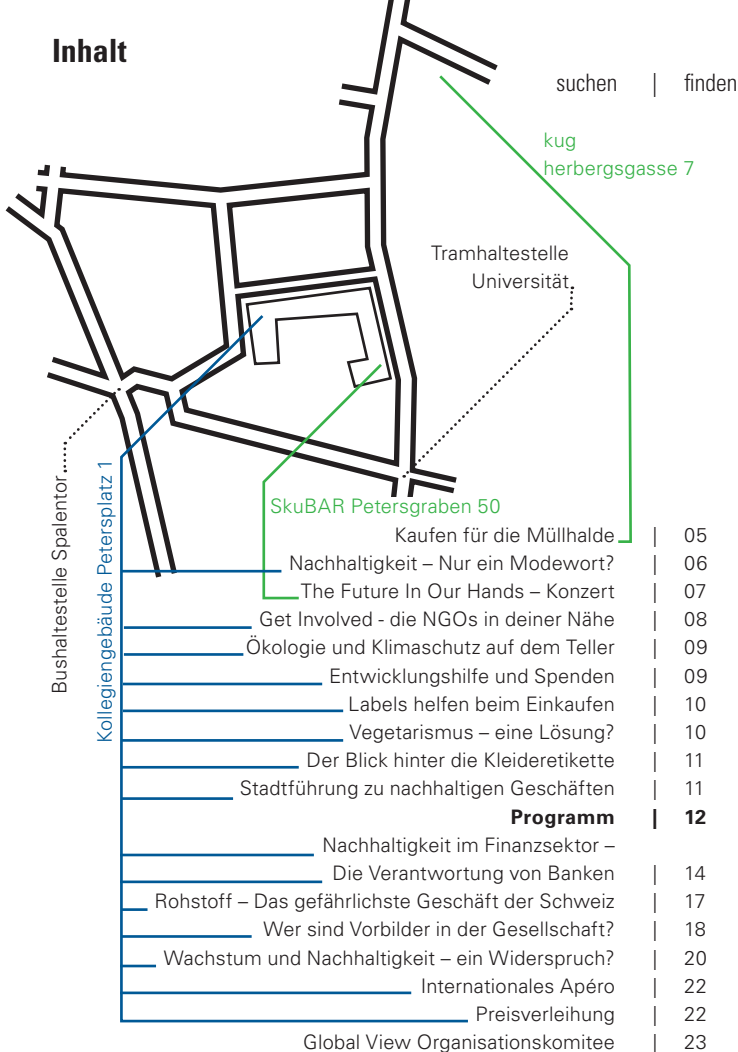 Inhalt
suchen | finden
kug
herbergsgasse 7
Tramhaltestelle
Universität
Bushaltestelle Spalentor
Kollegiengebäude Petersplatz 1
SkuBAR Petersgraben 50
Kaufen für die Müllhalde | 05
Nachhaltigkeit – Nur ein Modewort? | 06
The Future In Our Hands – Konzert | 07
Get Involved - die NGOs in deiner Nähe | 08
Ökologie und Klimaschutz auf dem Teller | 09
Entwicklungshilfe und Spenden | 09
Labels helfen beim Einkaufen | 10
Vegetarismus – eine Lösung? | 10
Der Blick hinter die Kleideretikette | 11
Stadtführung zu nachhaltigen Geschäften | 11
Programm | 12
Nachhaltigkeit im Finanzsektor –
Die Verantwortung von Banken | 14
Rohstoff – Das gefährlichste Geschäft der Schweiz | 17
Wer sind Vorbilder in der Gesellschaft? | 18
Wachstum und Nachhaltigkeit – ein Widerspruch? | 20
Internationales Apéro | 22
Preisverleihung | 22
Global View Organisationskomitee | 23